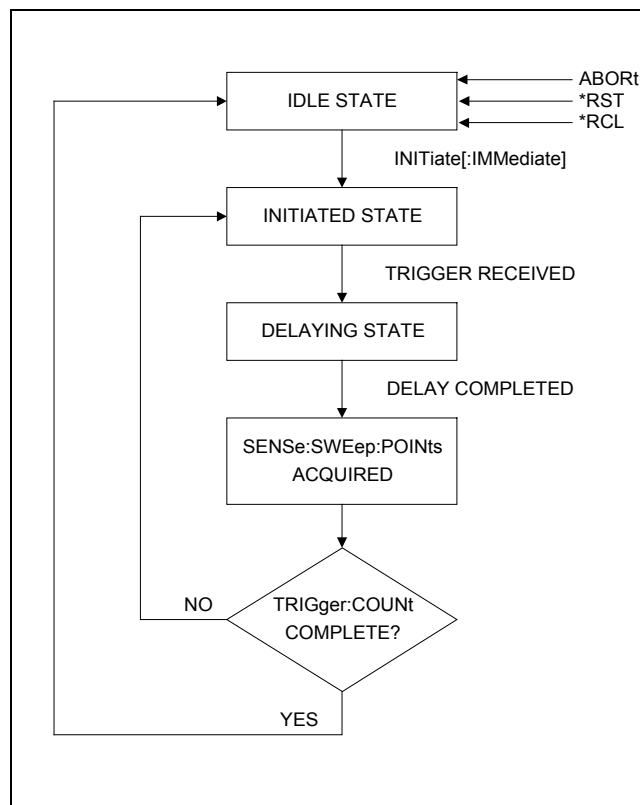 IDLE STATE
ABORt
*RST
*RCL
INITiate[:IMMediate]
INITIATED STATE
TRIGGER RECEIVED
DELAYING STATE
DELAY COMPLETED
SENSe:SWEep:POINts
ACQUIRED
NO
TRIGger:COUNt
COMPLETE?
YES